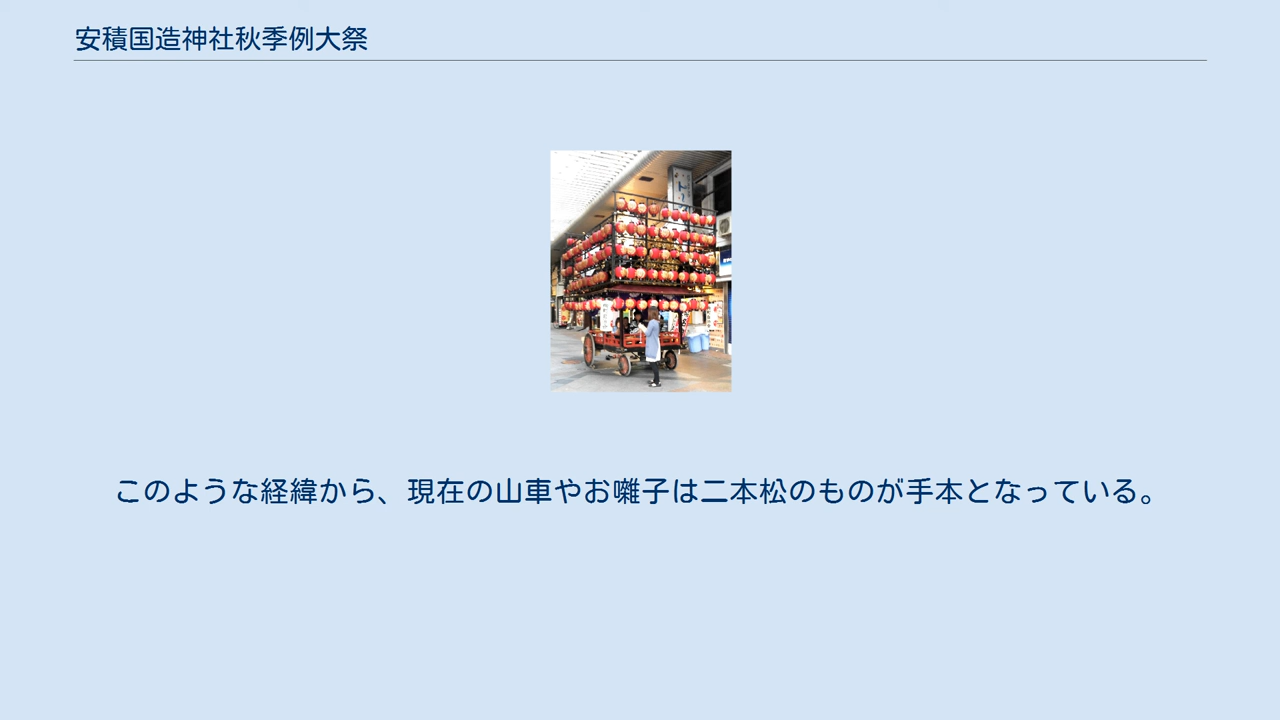 安積国造神社秋季例大祭
このような経緯から、現在の山車やお囃子は二本松のものが手本となっている。